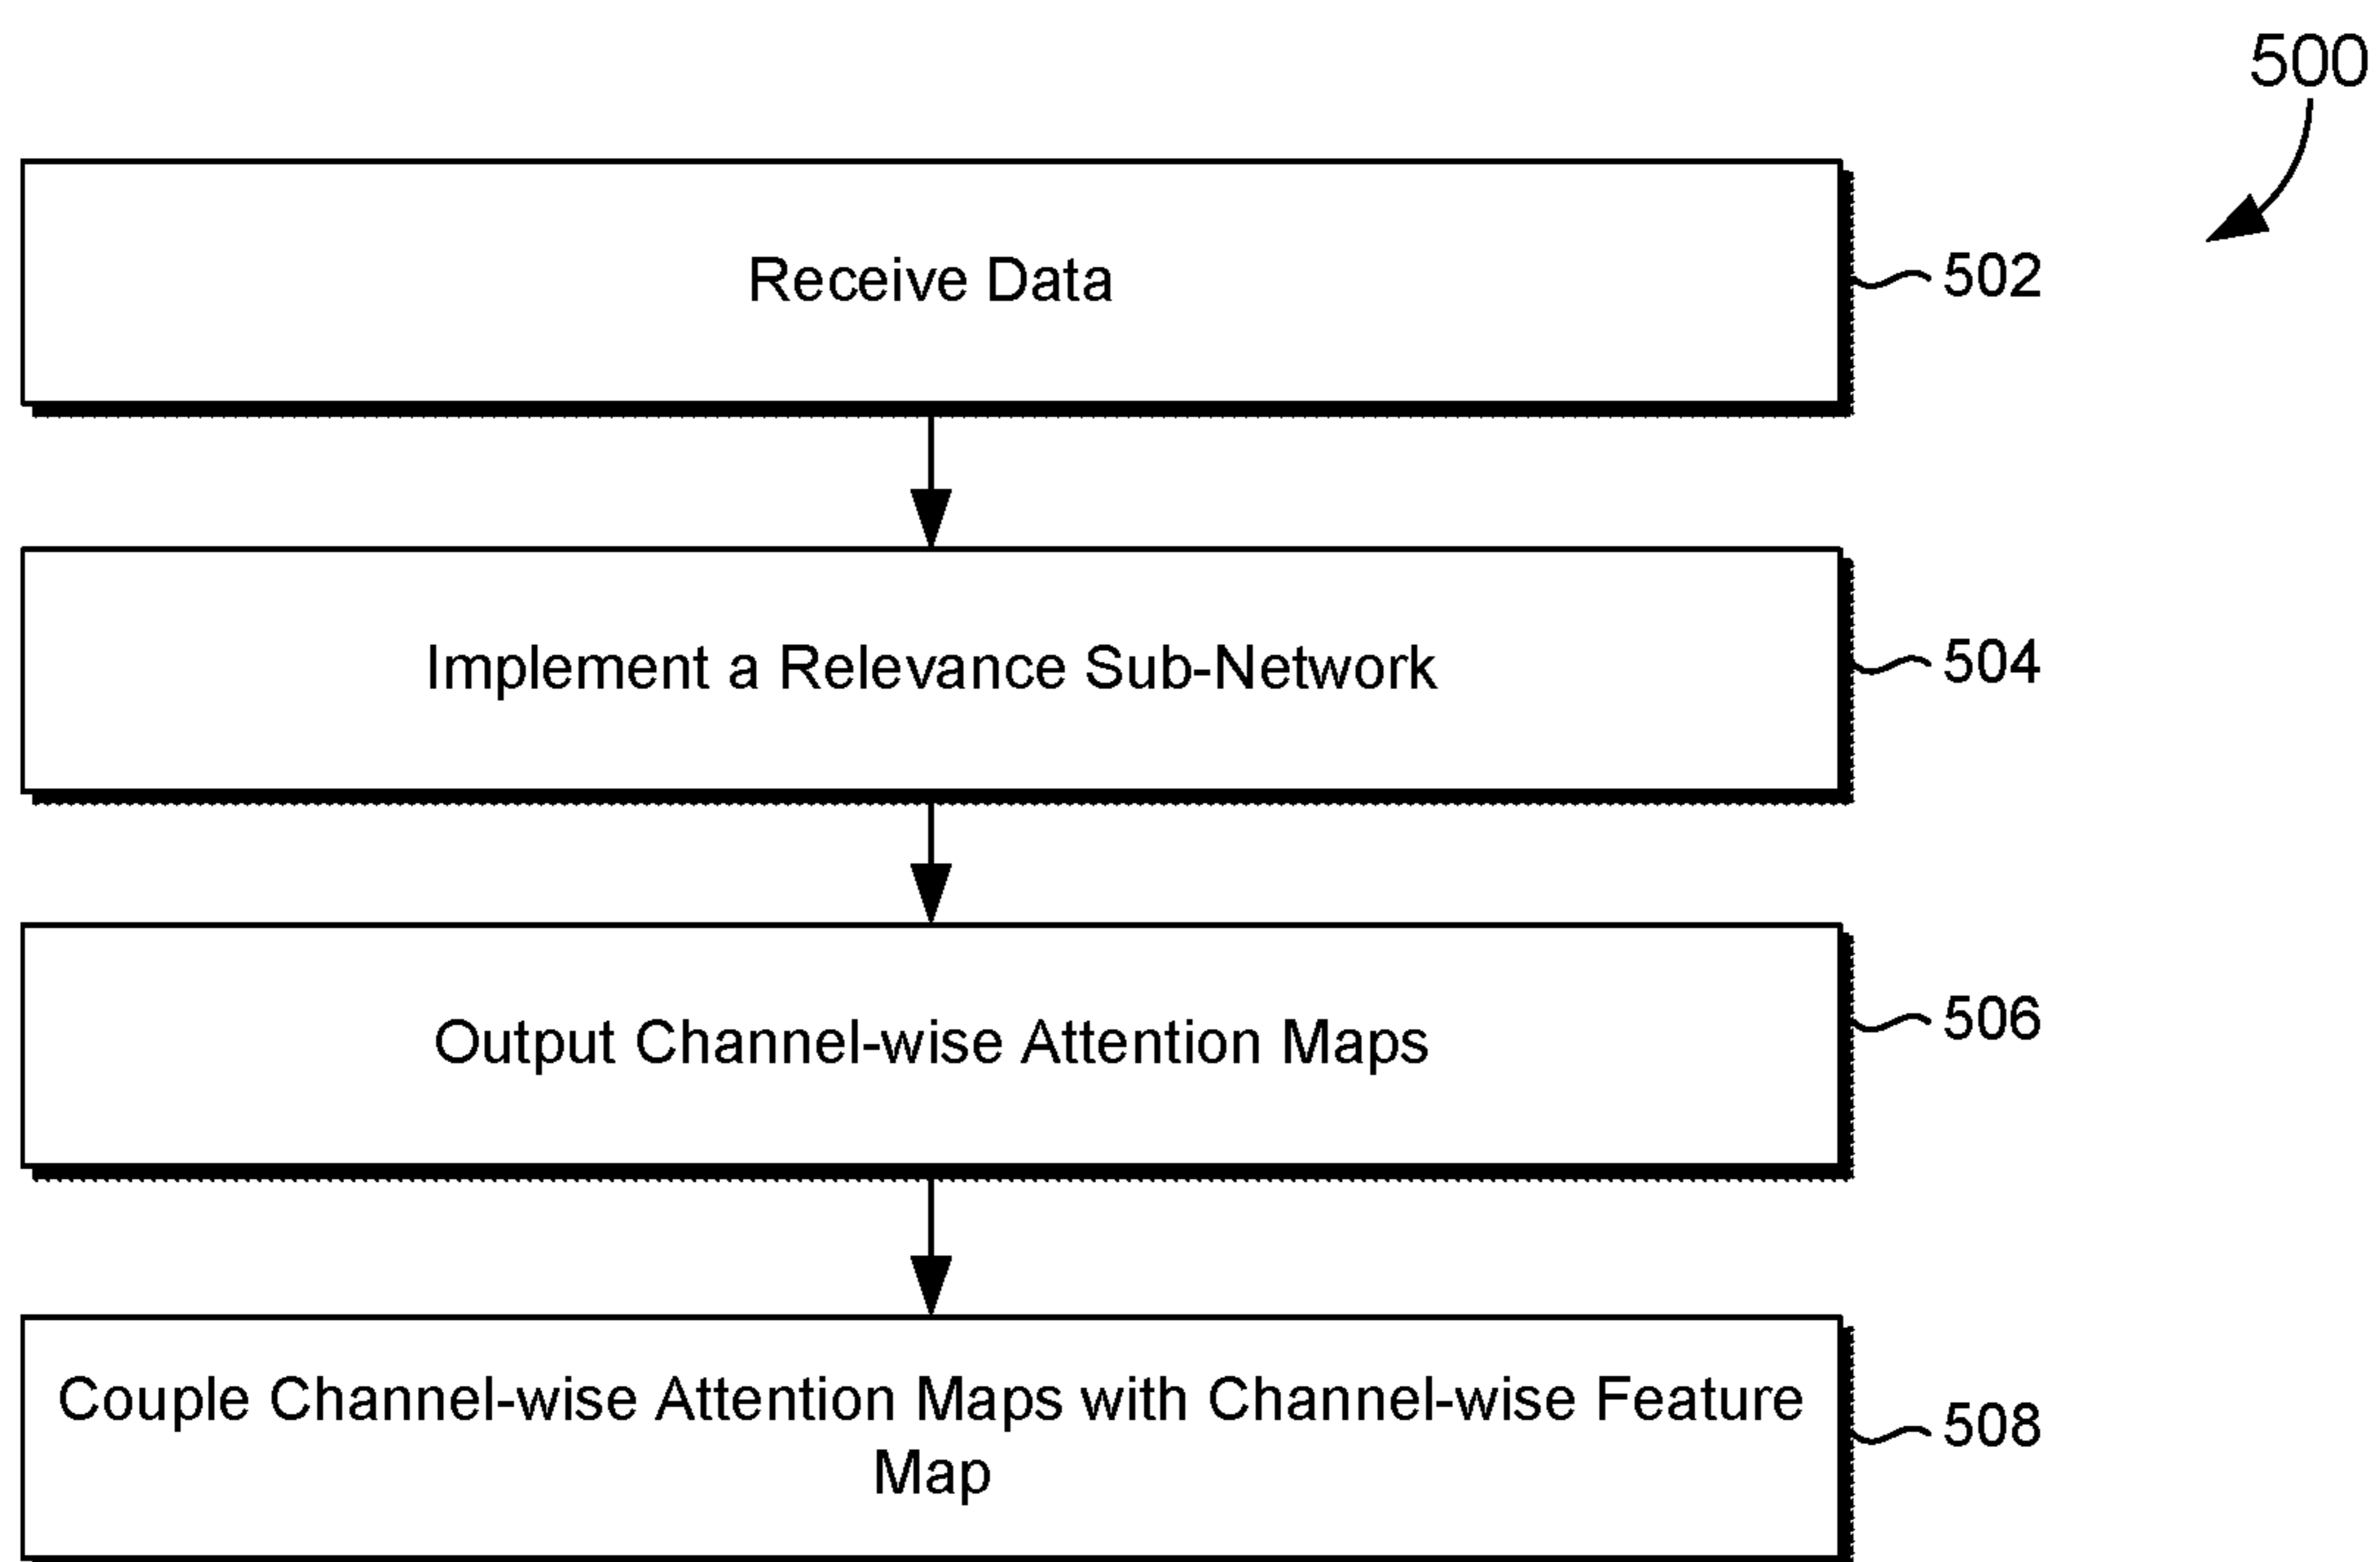 500
Receive Data
502
Implement a Relevance Sub-Network
504
Output Channel-wise Attention Maps
506
Couple Channel-wise Attention Maps with Channel-wise Feature
Map
508